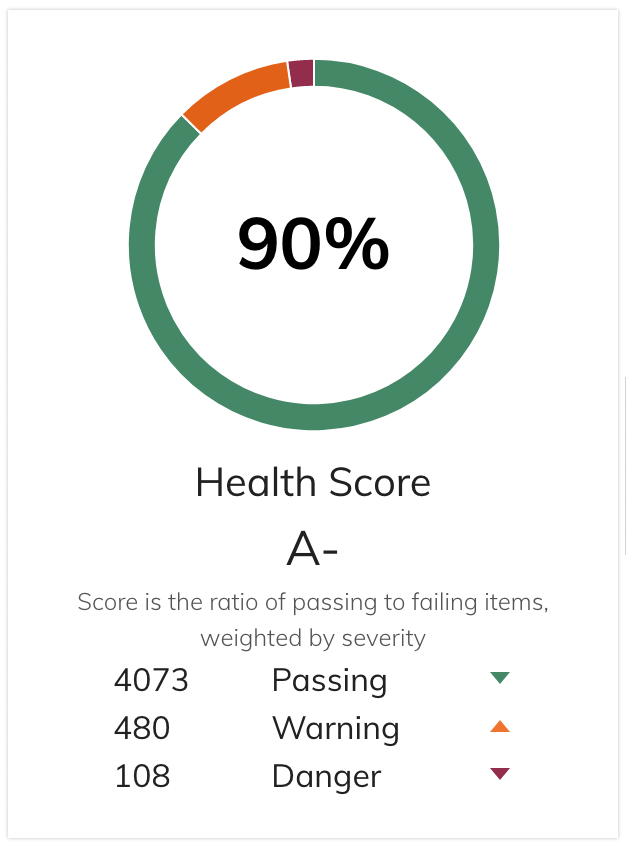 90%
Health Score
A-
Score is the ratio of passing to failing items,
weighted by severity
4073 Passing
480 Warning
108 Danger